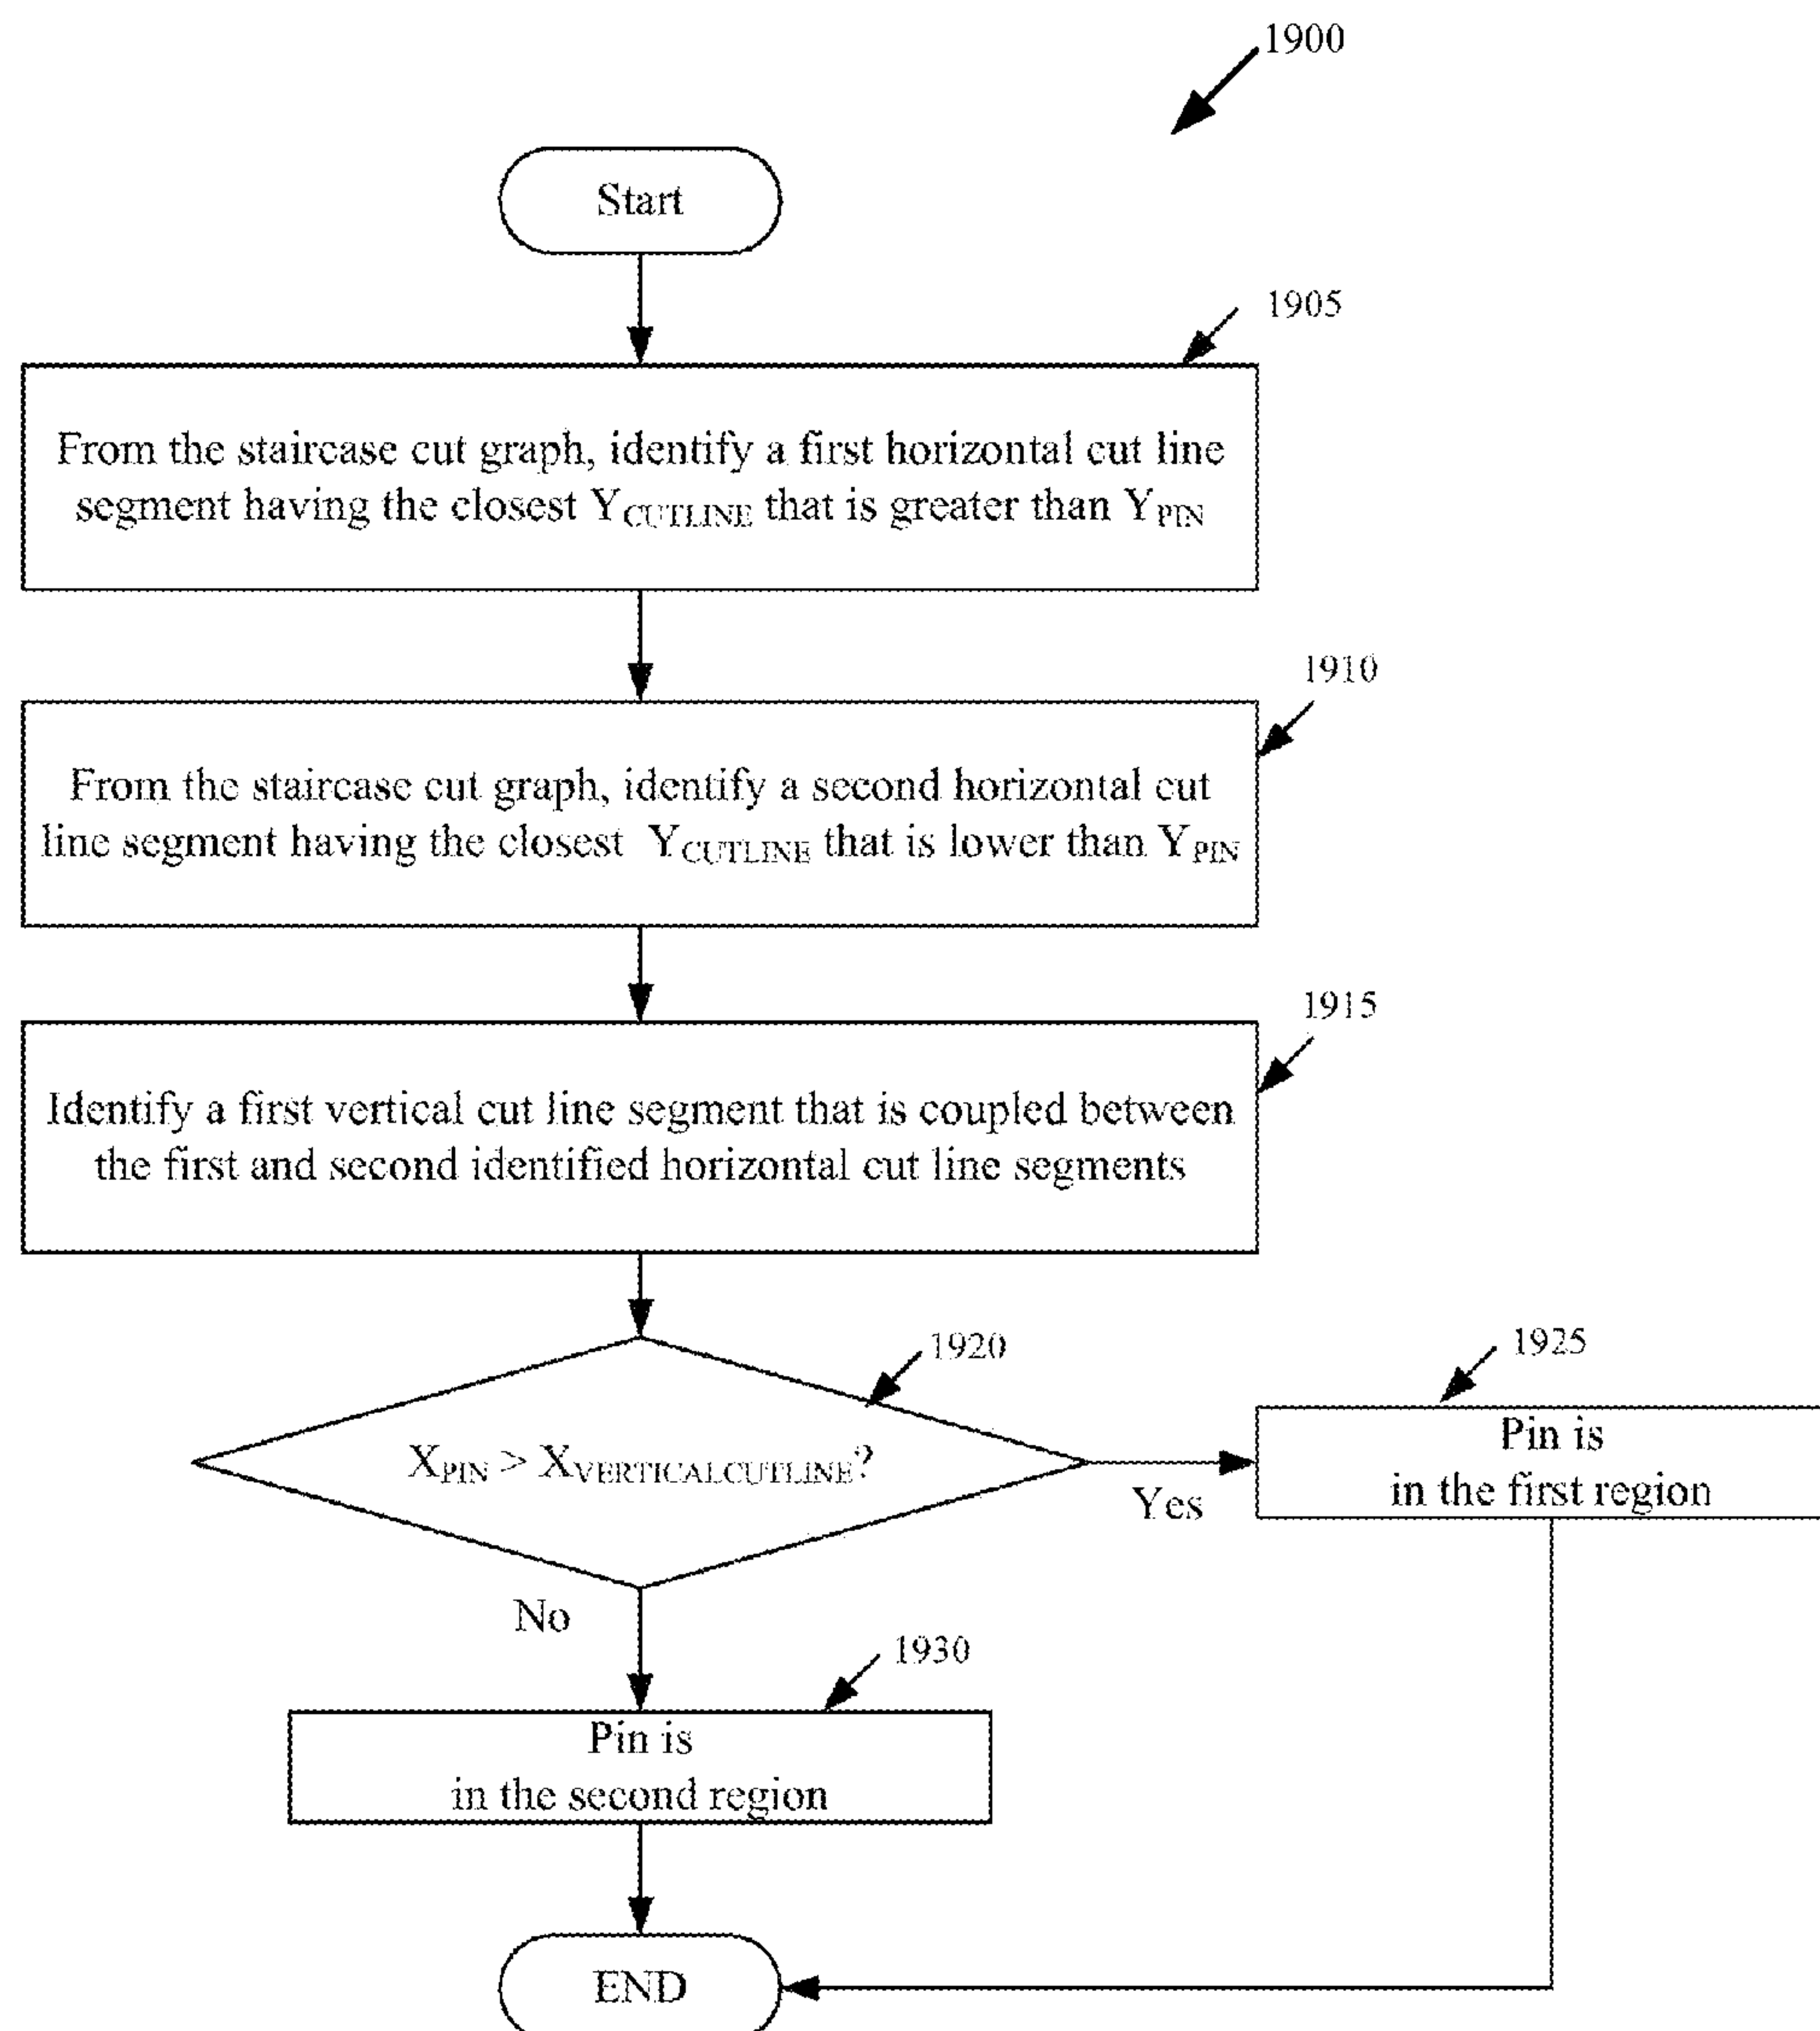 1900
Start
1905
From the staircase cut graph, identify a first horizontal cut line
segment having the closest YCUTLINE that is greater than YPIN
1910
From the staircase cut graph, identify a second horizontal cut
line segment having the closest YCUTLINE that is lower than YPIN
1915
Identify a first vertical cut line segment that is coupled between
the first and second identified horizontal cut line segments
1920
XPIN > XVERTICALCUTLINE?
1925
Pin is
in the first region
Yes
No
1930
Pin is
in the second region
END